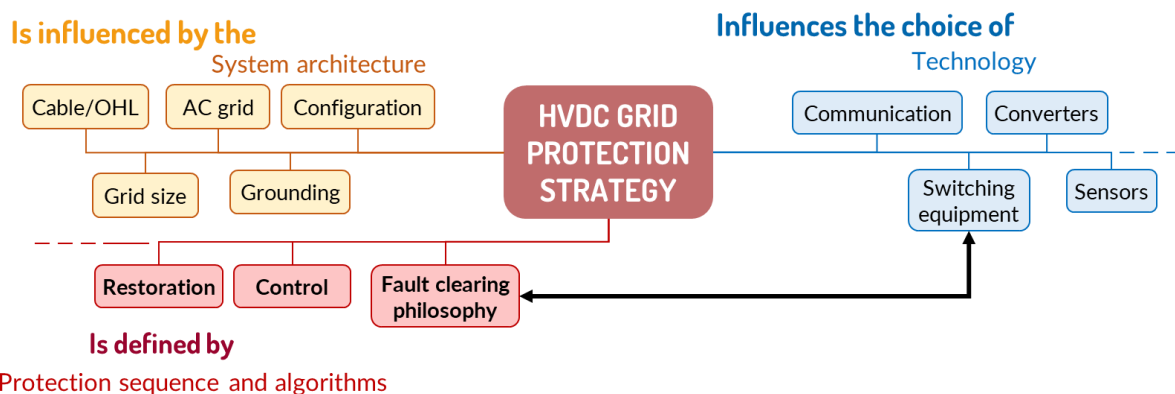 Is influenced by the
System architecture
Cable/OHL
AC grid
Configuration
Grid size
Grounding
HVDC GRID
PROTECTION
STRATEGY
Influences the choice of
Technology
Communication
Converters
Switching
equipment
Sensors
Restoration
Control
Fault clearing
philosophy
Is defined by
Protection sequence and algorithms